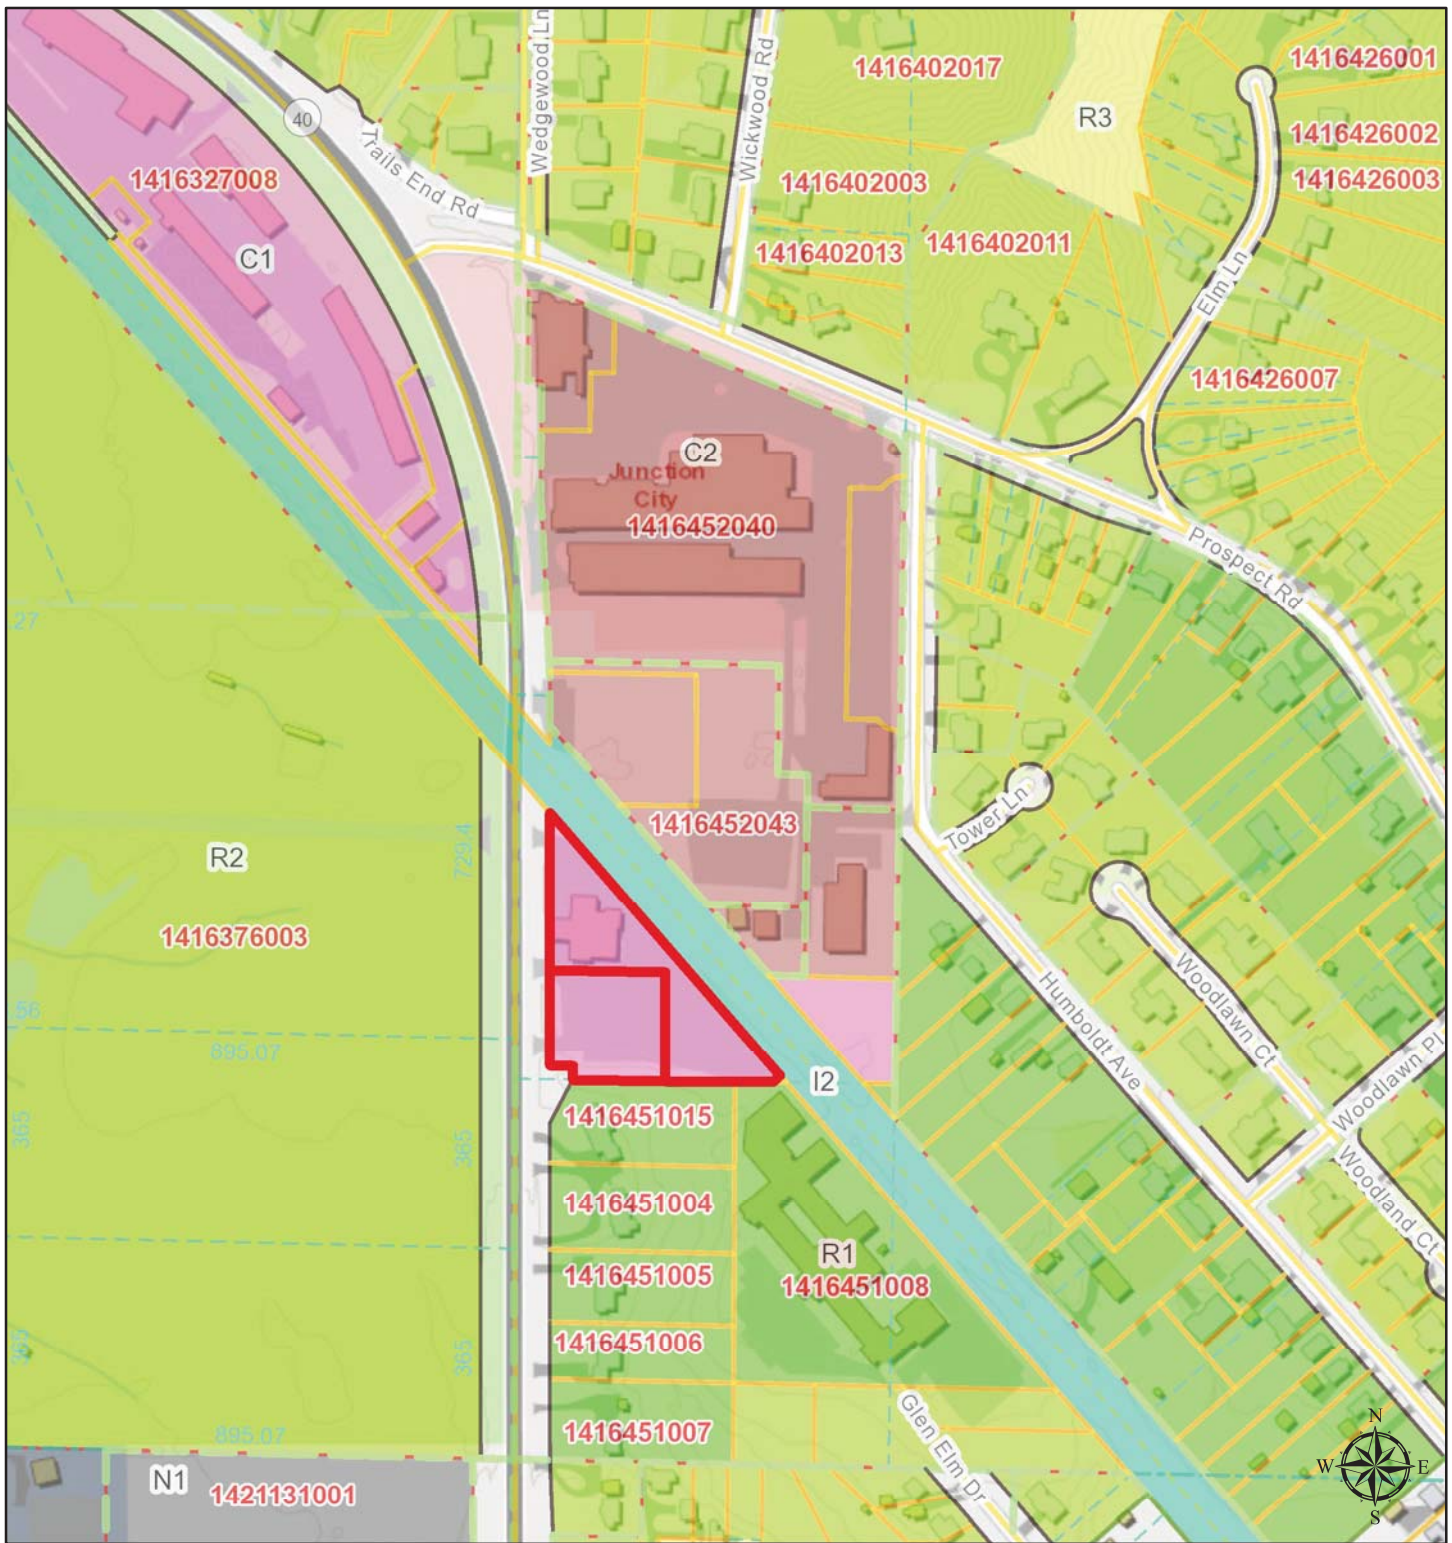 Wedgewood Ln
Wickwood Rd
1416402017
1416426001
40
R3
Trails End Rd
1416426002
1416327008
1416402003
1416426003
C1
1416402013
1416402011
Elm Ln
1416426007
C2
Junction
City
1416452040
Prospect Rd
27
1416452043
Tower Ln
729.4
R2
1416376003
Woodlawn Ct
Humboldt Ave
56
895.07
I2
Woodlawn Pl
365
365
1416451015
Woodland Ct
1416451004
R1
1416451005
1416451008
365
365
1416451006
Glen Elm Dr
1416451007
895.07
N1
1421131001
N
W
E
S